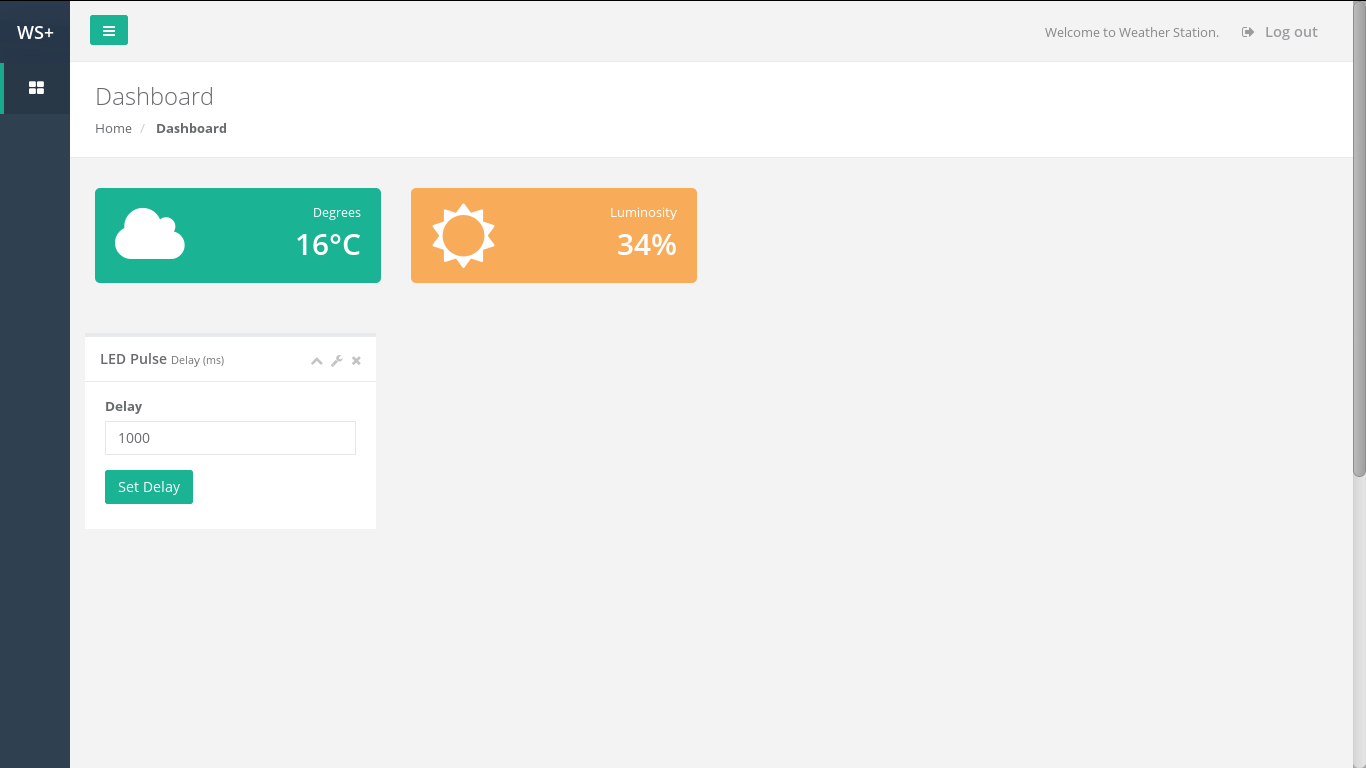 WS+
Welcome to Weather Station.
Log out
Dashboard
Home / Dashboard
Degrees
16°C
Luminosity
34%
LED Pulse Delay (ms)
Delay
1000
Set Delay